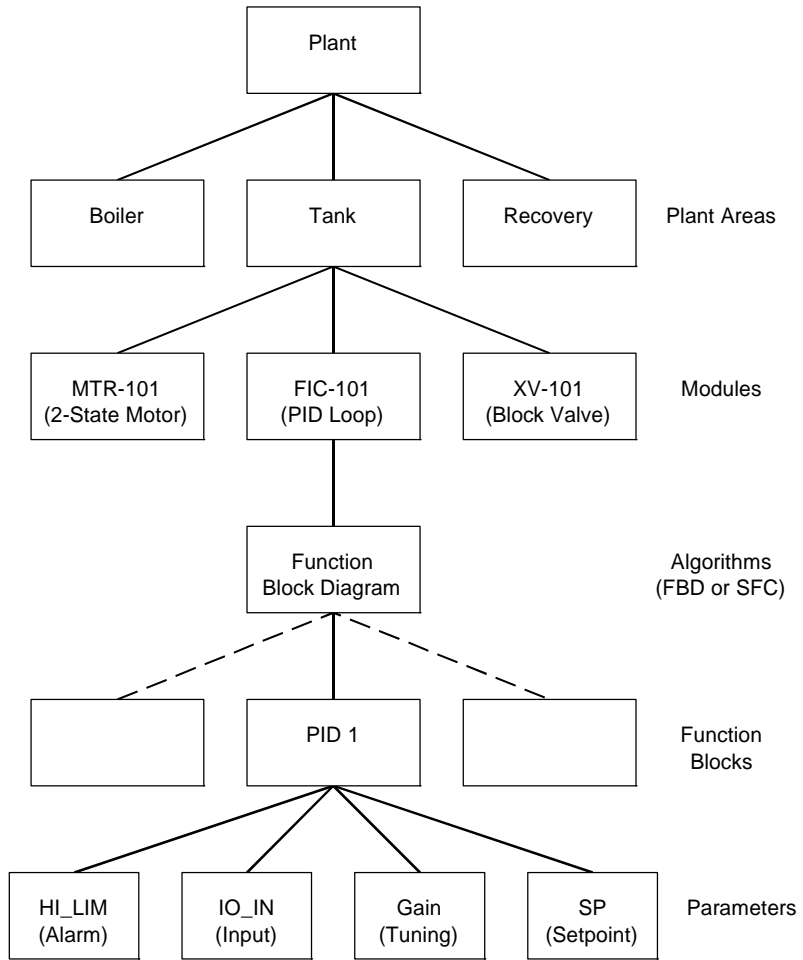 Plant
Boiler
Tank
Recovery
Plant Areas
MTR-101
(2-State Motor)
FIC-101
(PID Loop)
XV-101
(Block Valve)
Modules
Function
Block Diagram
Algorithms
(FBD or SFC)
PID 1
Function
Blocks
HI_LIM
(Alarm)
IO_IN
(Input)
Gain
(Tuning)
SP
(Setpoint)
Parameters